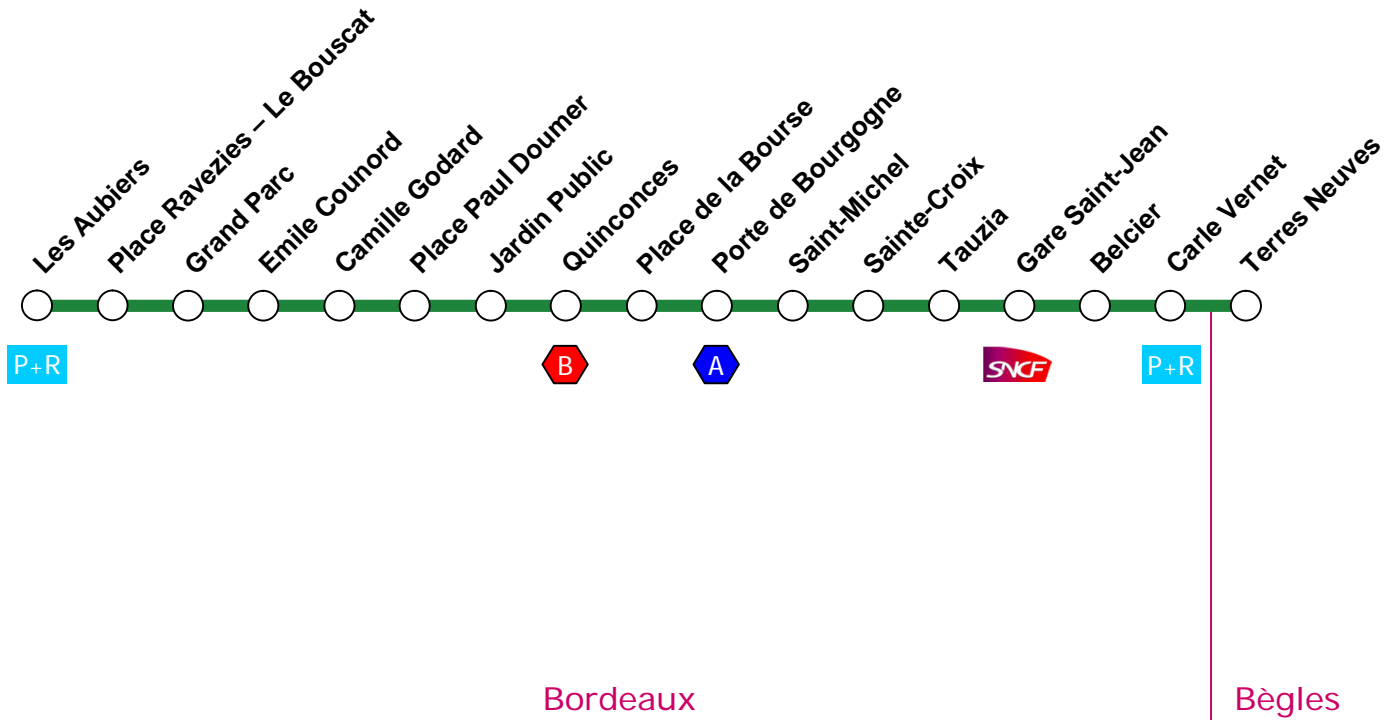 Les Aubiers
Place Ravezies – Le Bouscat
Grand Parc
Emile Counord
Camille Godard
Place Paul Doumer
Jardin Public
Quinconces
Place de la Bourse
Porte de Bourgogne
Saint-Michel
Sainte-Croix
Tauzia
Gare Saint-Jean
Belcier
Carle Vernet
Terres Neuves
P+R
B
A
SNCF
P+R
Bordeaux
Bègles